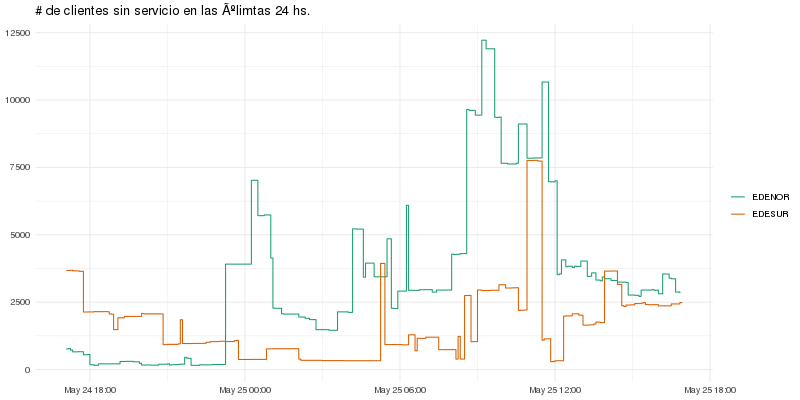 # de clientes sin servicio en las Ãºlimtas 24 hs.
12500
10000
7500
5000
2500
0
May 24 18:00
May 25 00:00
May 25 06:00
May 25 12:00
May 25 18:00
EDENOR
EDESUR